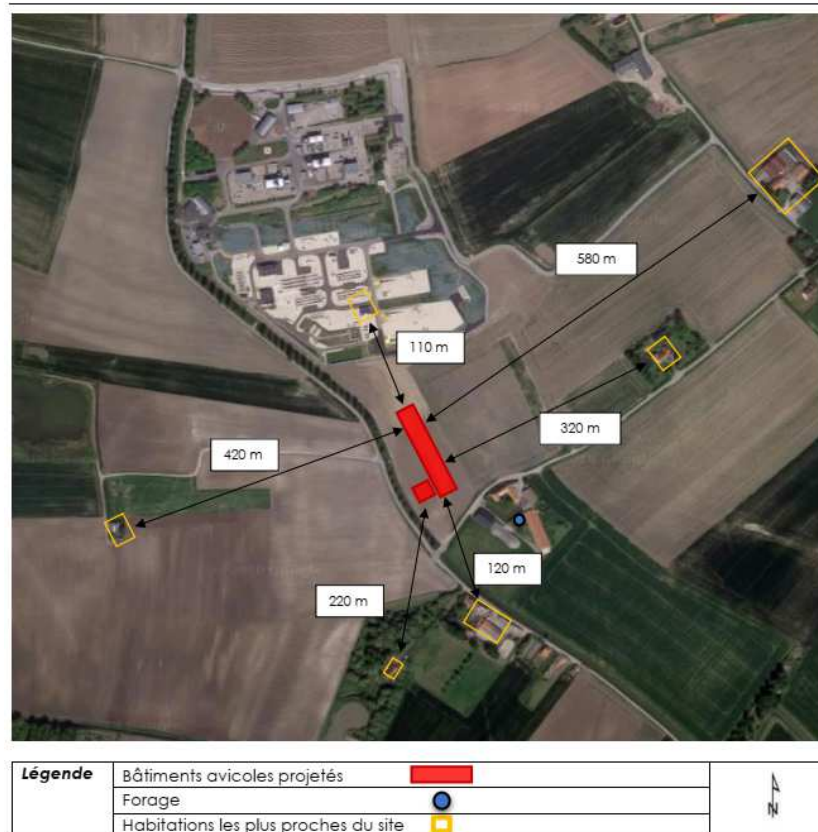 580 m
110 m
320 m
420 m
120 m
220 m
Légende
Bâtiments avicoles projetés
Forage
Habitations les plus proches du site
N